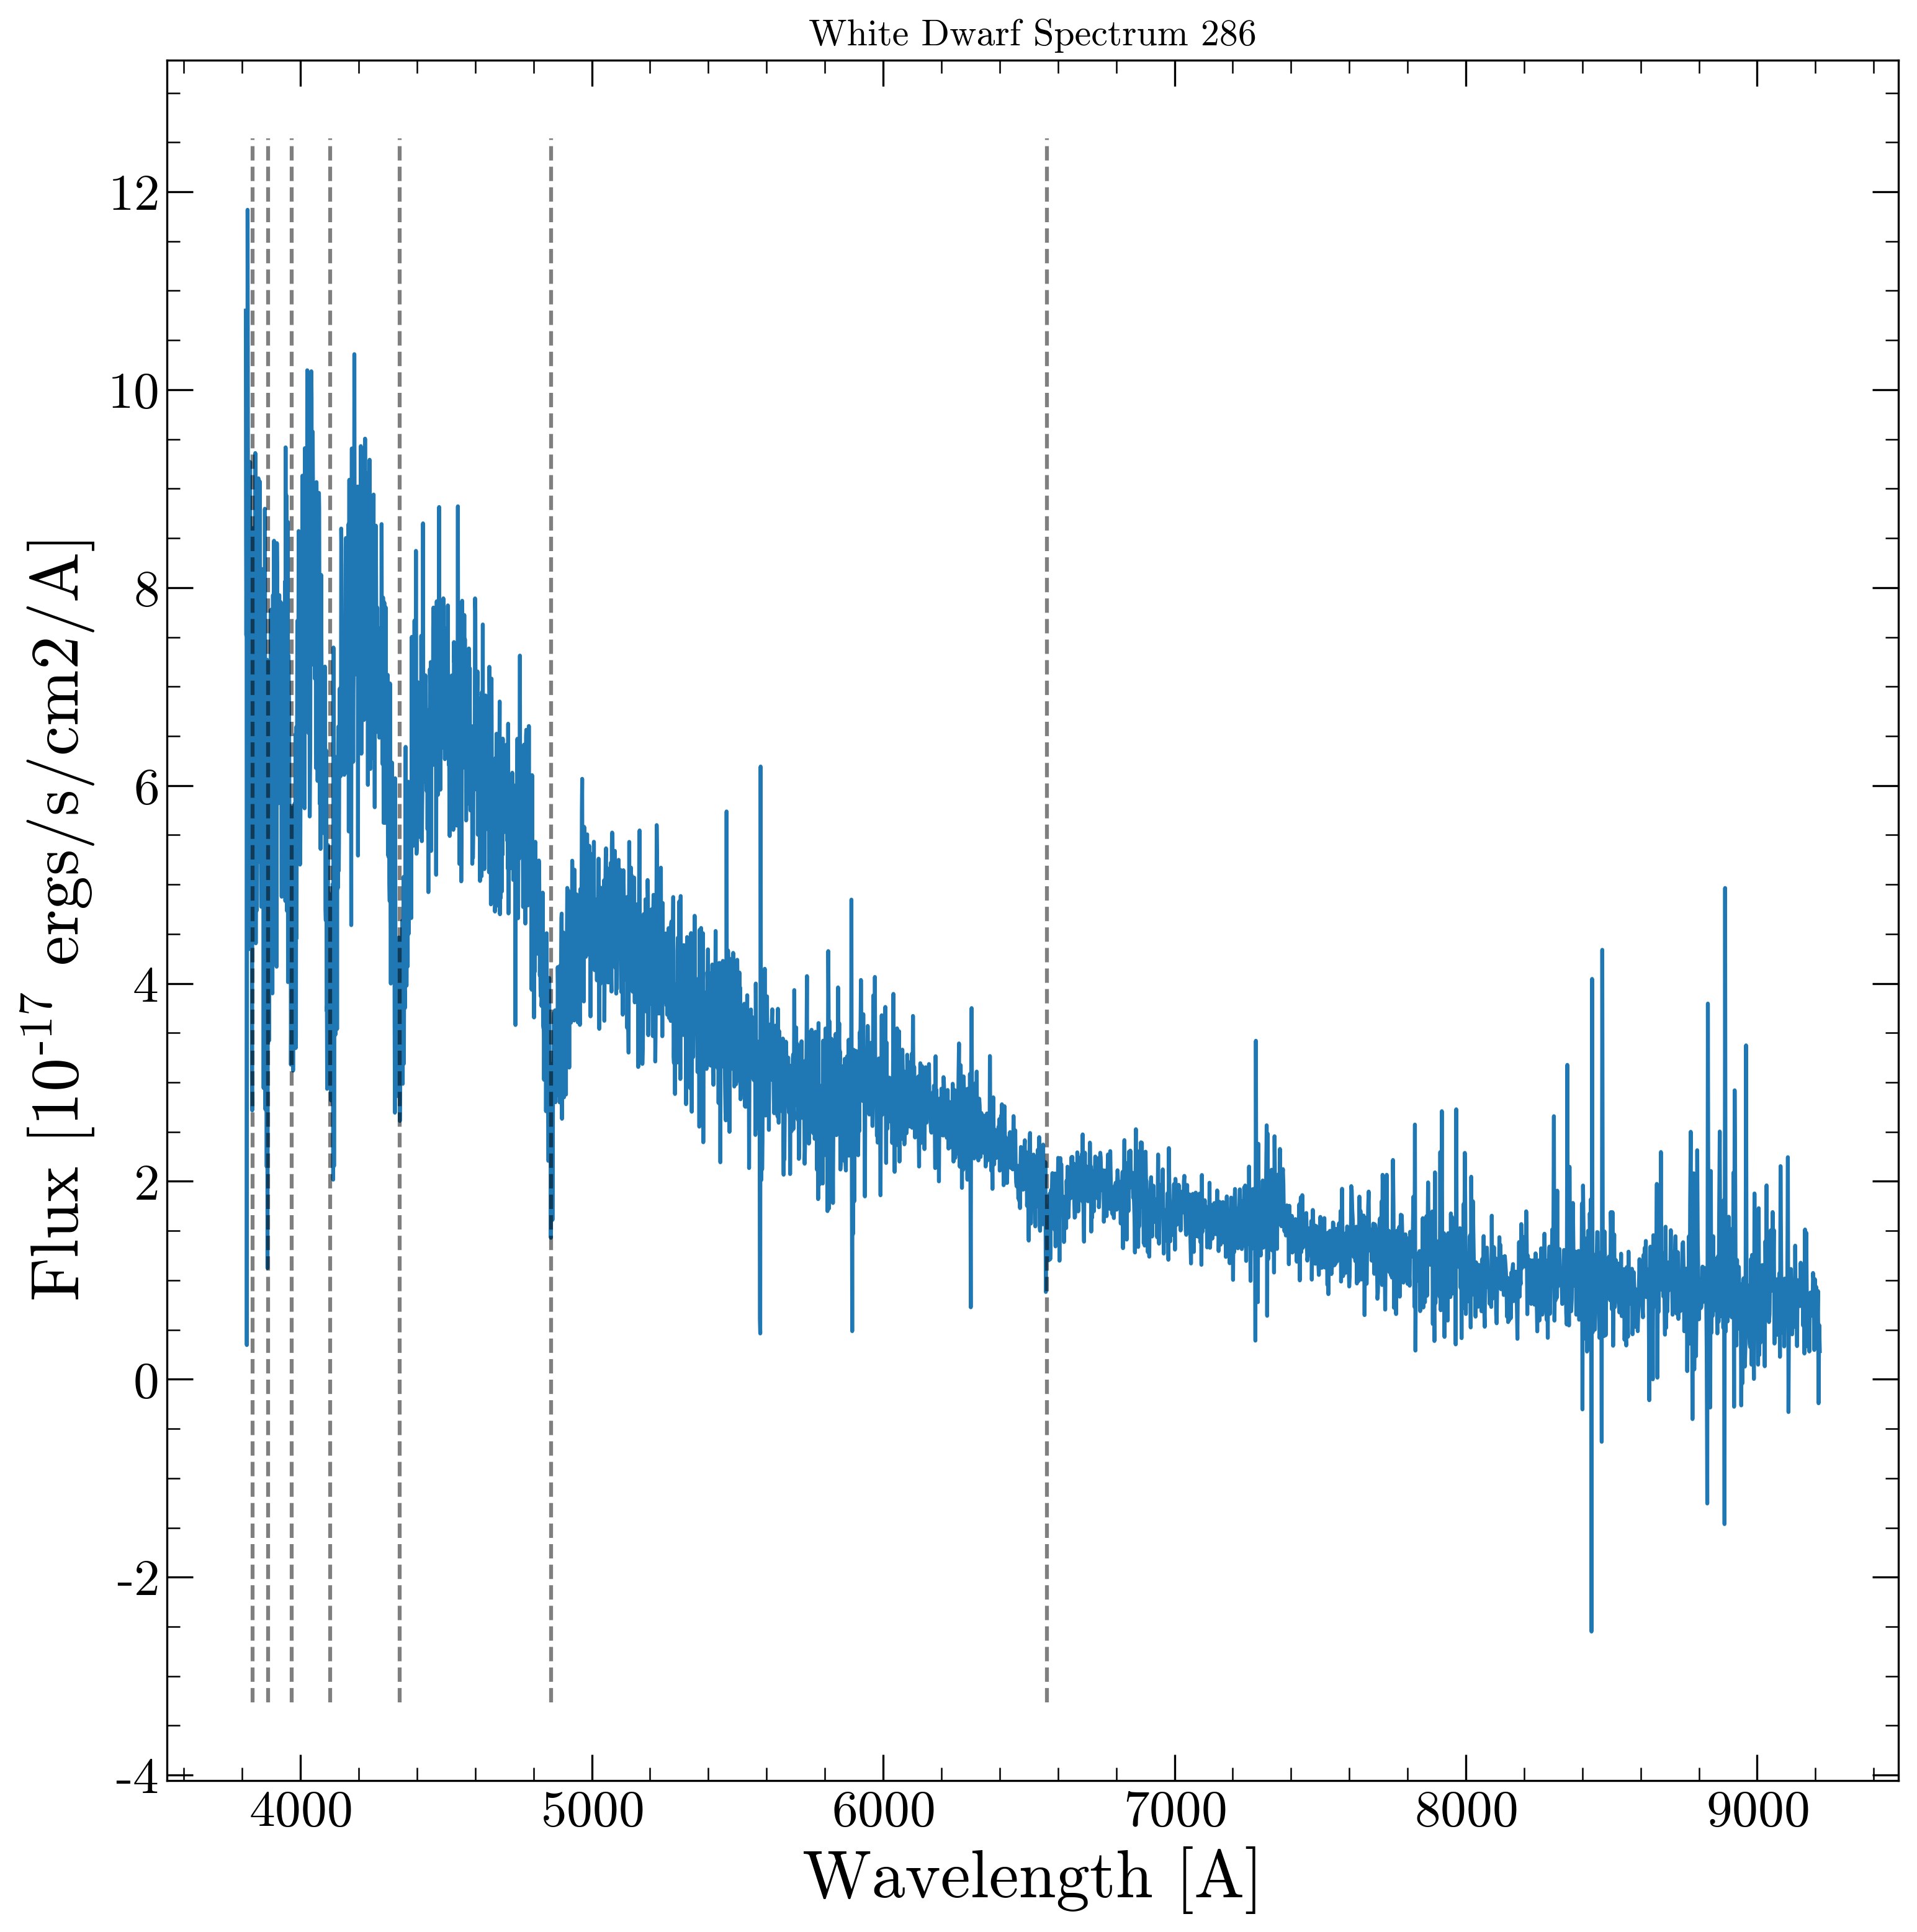 White Dwarf Spectrum 286
12
10
8
6
4
2
0
-2
-4
Flux [10-17 ergs/s/cm2/A]
4000 5000 6000 7000 8000 9000
Wavelength [A]